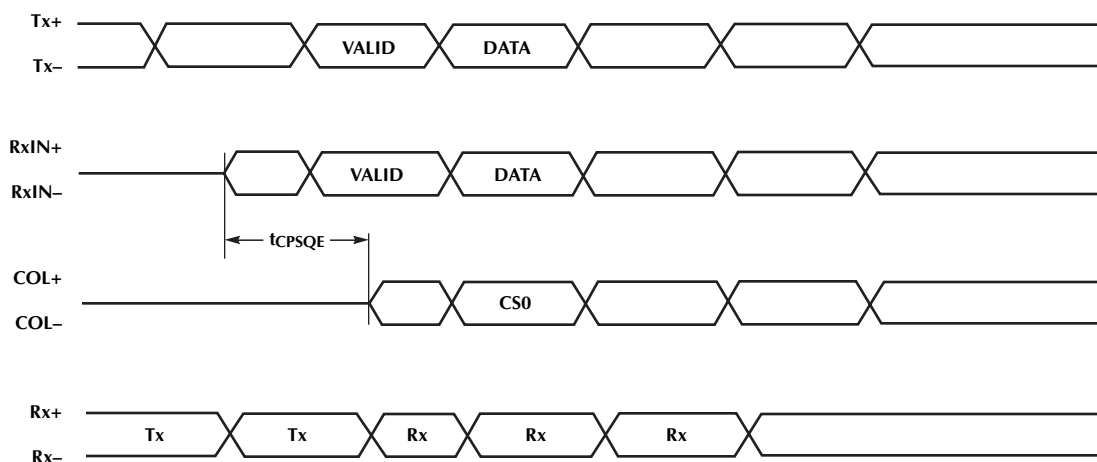 Tx+
VALID DATA
Tx–
RxIN+
VALID DATA
RxIN–
tCPSQE
COL+
CS0
COL–
Rx+
Tx Tx Rx Rx Rx
Rx–